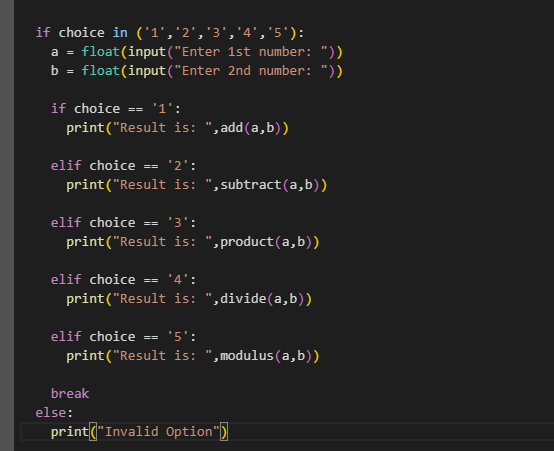 if choice in ('1','2','3','4','5'):
a = float(input("Enter 1st number: "))
b = float(input("Enter 2nd number: "))
if choice == '1':
print("Result is: ",add(a,b))
elif choice == '2':
print("Result is: ",subtract(a,b))
elif choice == '3':
print("Result is: ",product(a,b))
elif choice == '4':
print("Result is: ",divide(a,b))
elif choice == '5':
print("Result is: ",modulus(a,b))
break
else:
print("Invalid Option")